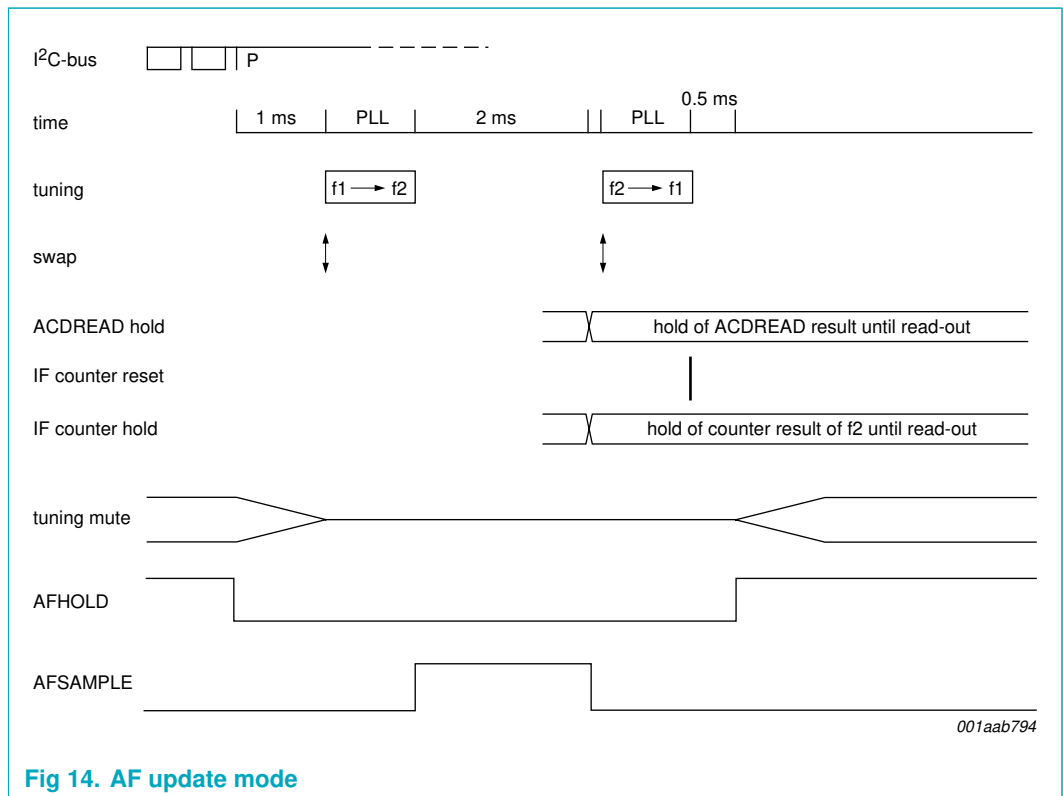 I²C-bus P
0.5 ms
time 1 ms PLL 2 ms PLL
tuning f1 → f2 f2 → f1
swap
ACDREAD hold hold of ACDREAD result until read-out
IF counter reset
IF counter hold hold of counter result of f2 until read-out
tuning mute
AFHOLD
AFSAMPLE
001aab794
Fig 14. AF update mode